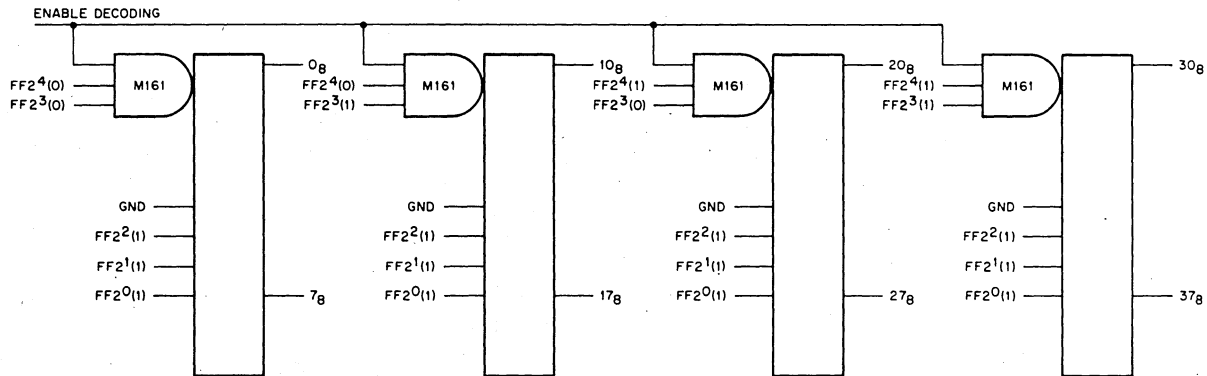 ENABLE DECODING
M161
FF2⁴(0)
FF2³(0)
0₈
GND
FF2²(1)
FF2¹(1)
FF2⁰(1)
7₈
M161
FF2⁴(0)
FF2³(1)
10₈
GND
FF2²(1)
FF2¹(1)
FF2⁰(1)
17₈
M161
FF2⁴(1)
FF2³(0)
20₈
GND
FF2²(1)
FF2¹(1)
FF2⁰(1)
27₈
M161
FF2⁴(1)
FF2³(1)
30₈
GND
FF2²(1)
FF2¹(1)
FF2⁰(1)
37₈